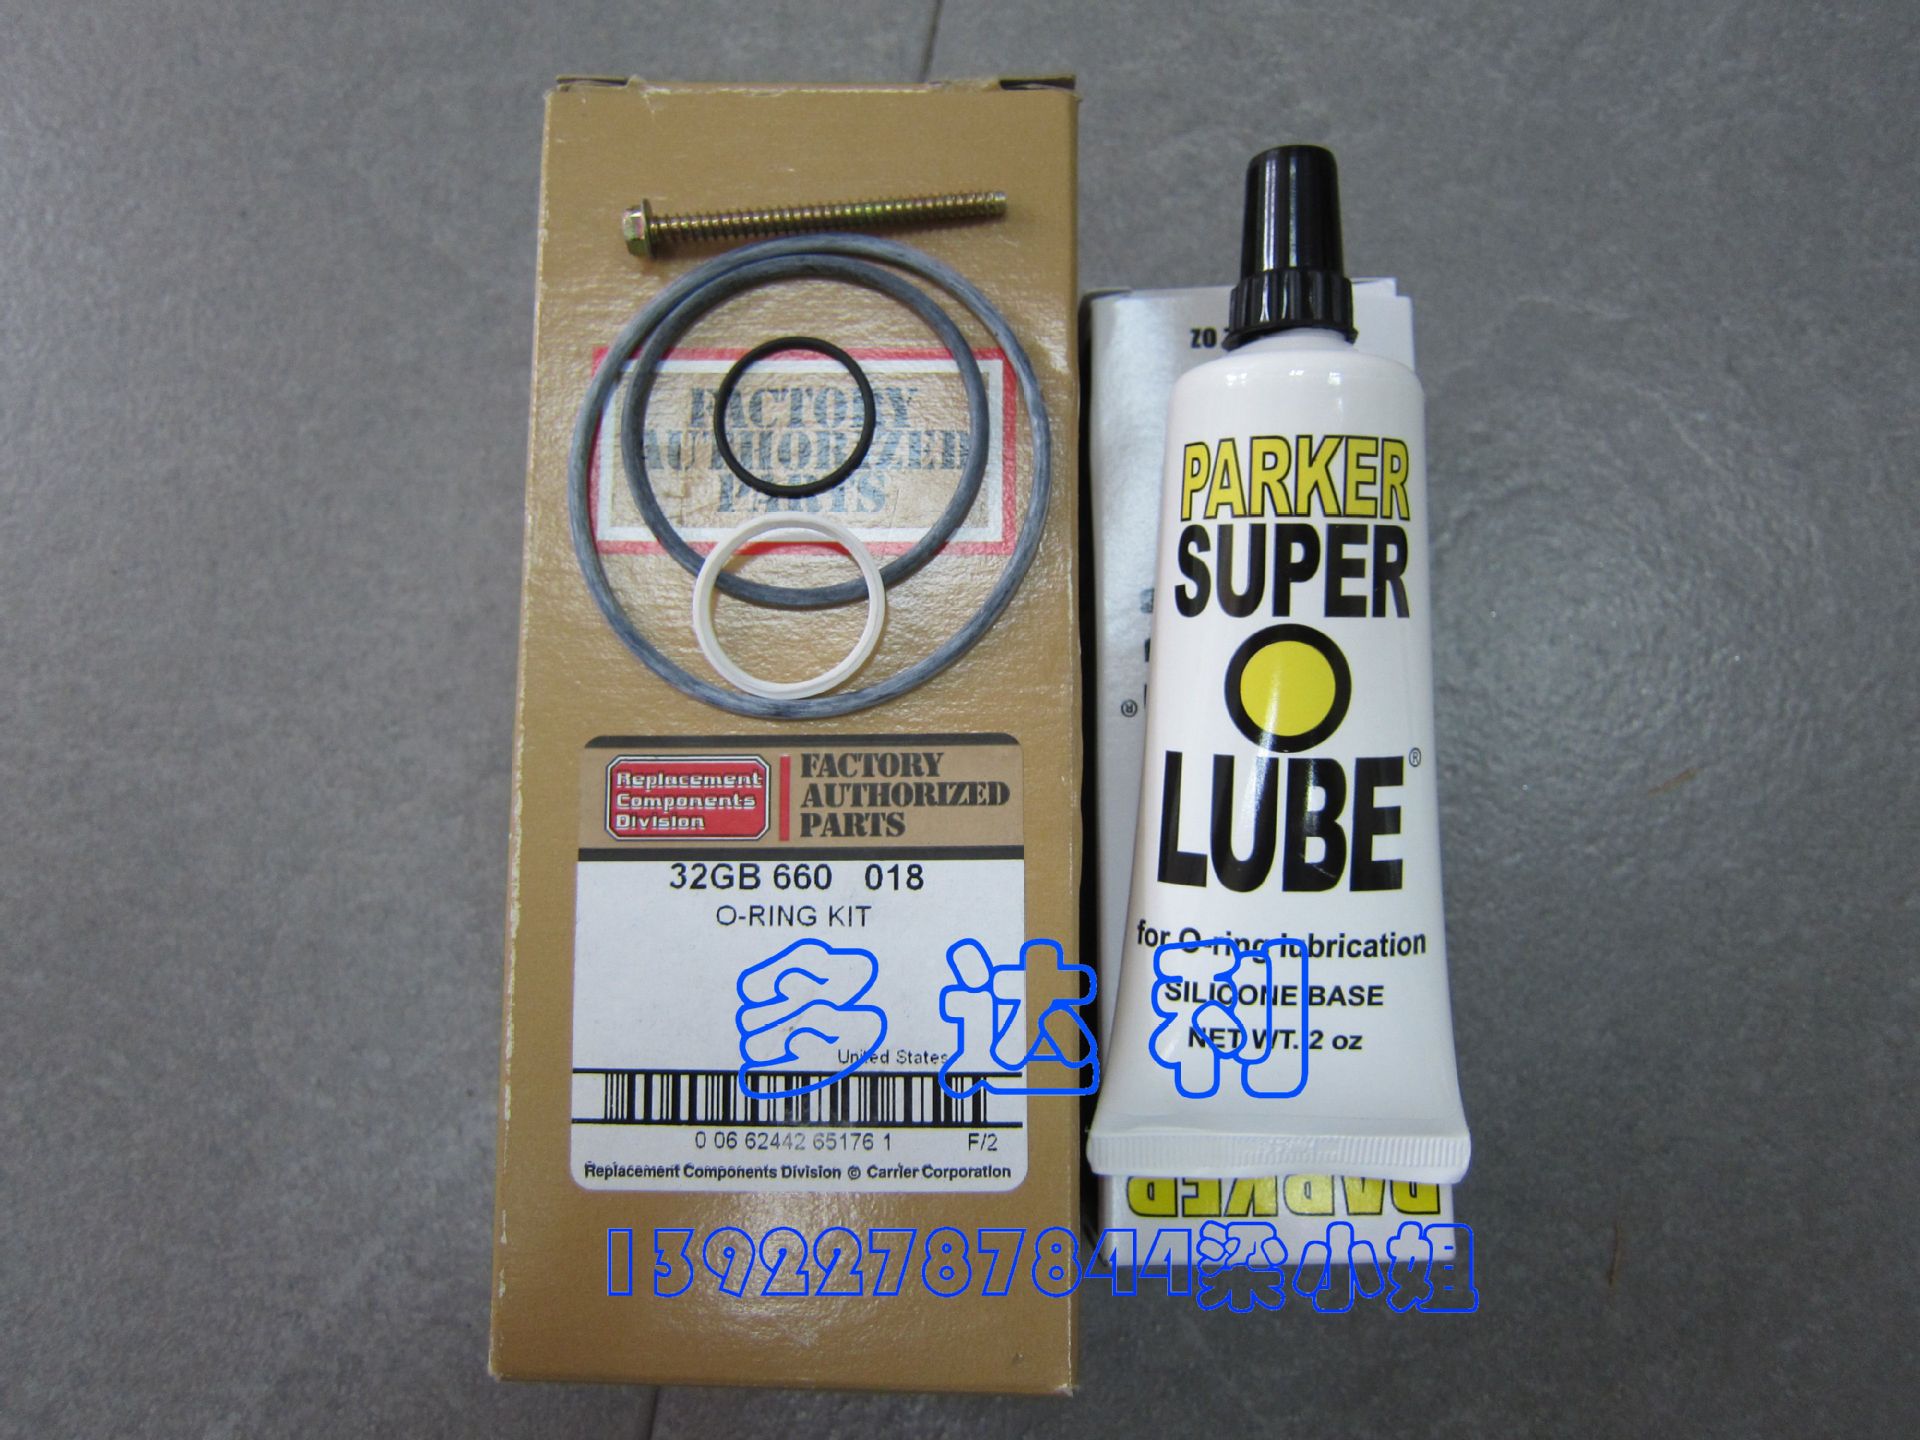 FACTORY
AUTHORIZED
PARTS
Replacement
Components
Division
FACTORY
AUTHORIZED
PARTS
32GB 660 018
O-RING KIT
United States
0 06 62442 65176 1
F/2
Replacement Components Division © Carrier Corporation
PARKER
SUPER
O
LUBE®
for O-ring lubrication
SILICONE BASE
NET WT. 2 oz
PARKER
多达利
13922787844梁小姐